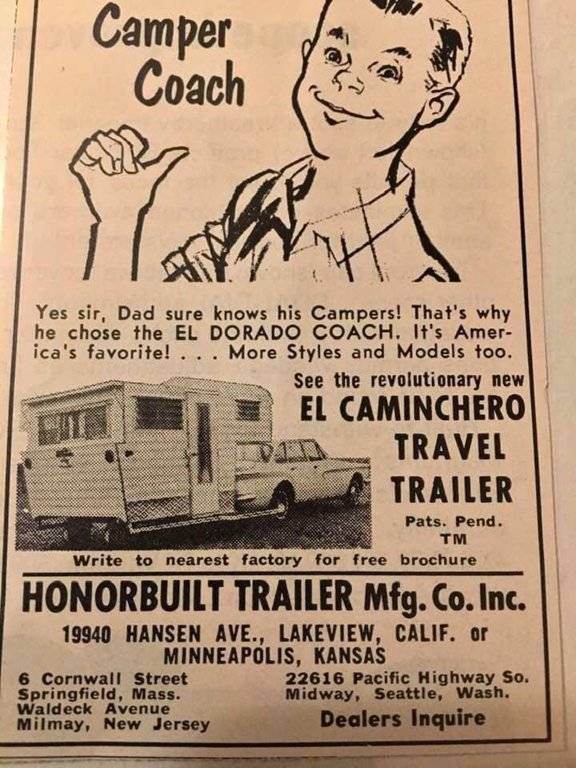 Camper
Coach
Yes sir, Dad sure knows his Campers! That's why
he chose the EL DORADO COACH. It's Amer-
ica's favorite! . . . More Styles and Models too.
See the revolutionary new
EL CAMINCHERO
TRAVEL
TRAILER
Pats. Pend.
TM
Write to nearest factory for free brochure
HONORBUILT TRAILER Mfg. Co. Inc.
19940 HANSEN AVE., LAKEVIEW, CALIF. or
MINNEAPOLIS, KANSAS
6 Cornwall Street
Springfield, Mass.
Waldeck Avenue
Milmay, New Jersey
22616 Pacific Highway So.
Midway, Seattle, Wash.
Dealers Inquire